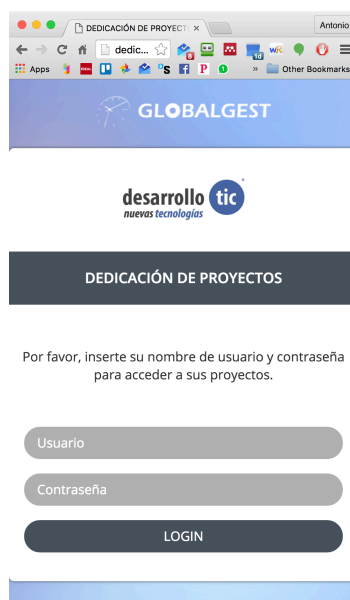 DEDICACIÓN DE PROYECT
Antonio
dedic...
Apps
Other Bookmarks
GLOBALGEST
desarrollo tic
nuevas tecnologías
DEDICACIÓN DE PROYECTOS
Por favor, inserte su nombre de usuario y contraseña
para acceder a sus proyectos.
Usuario
Contraseña
LOGIN